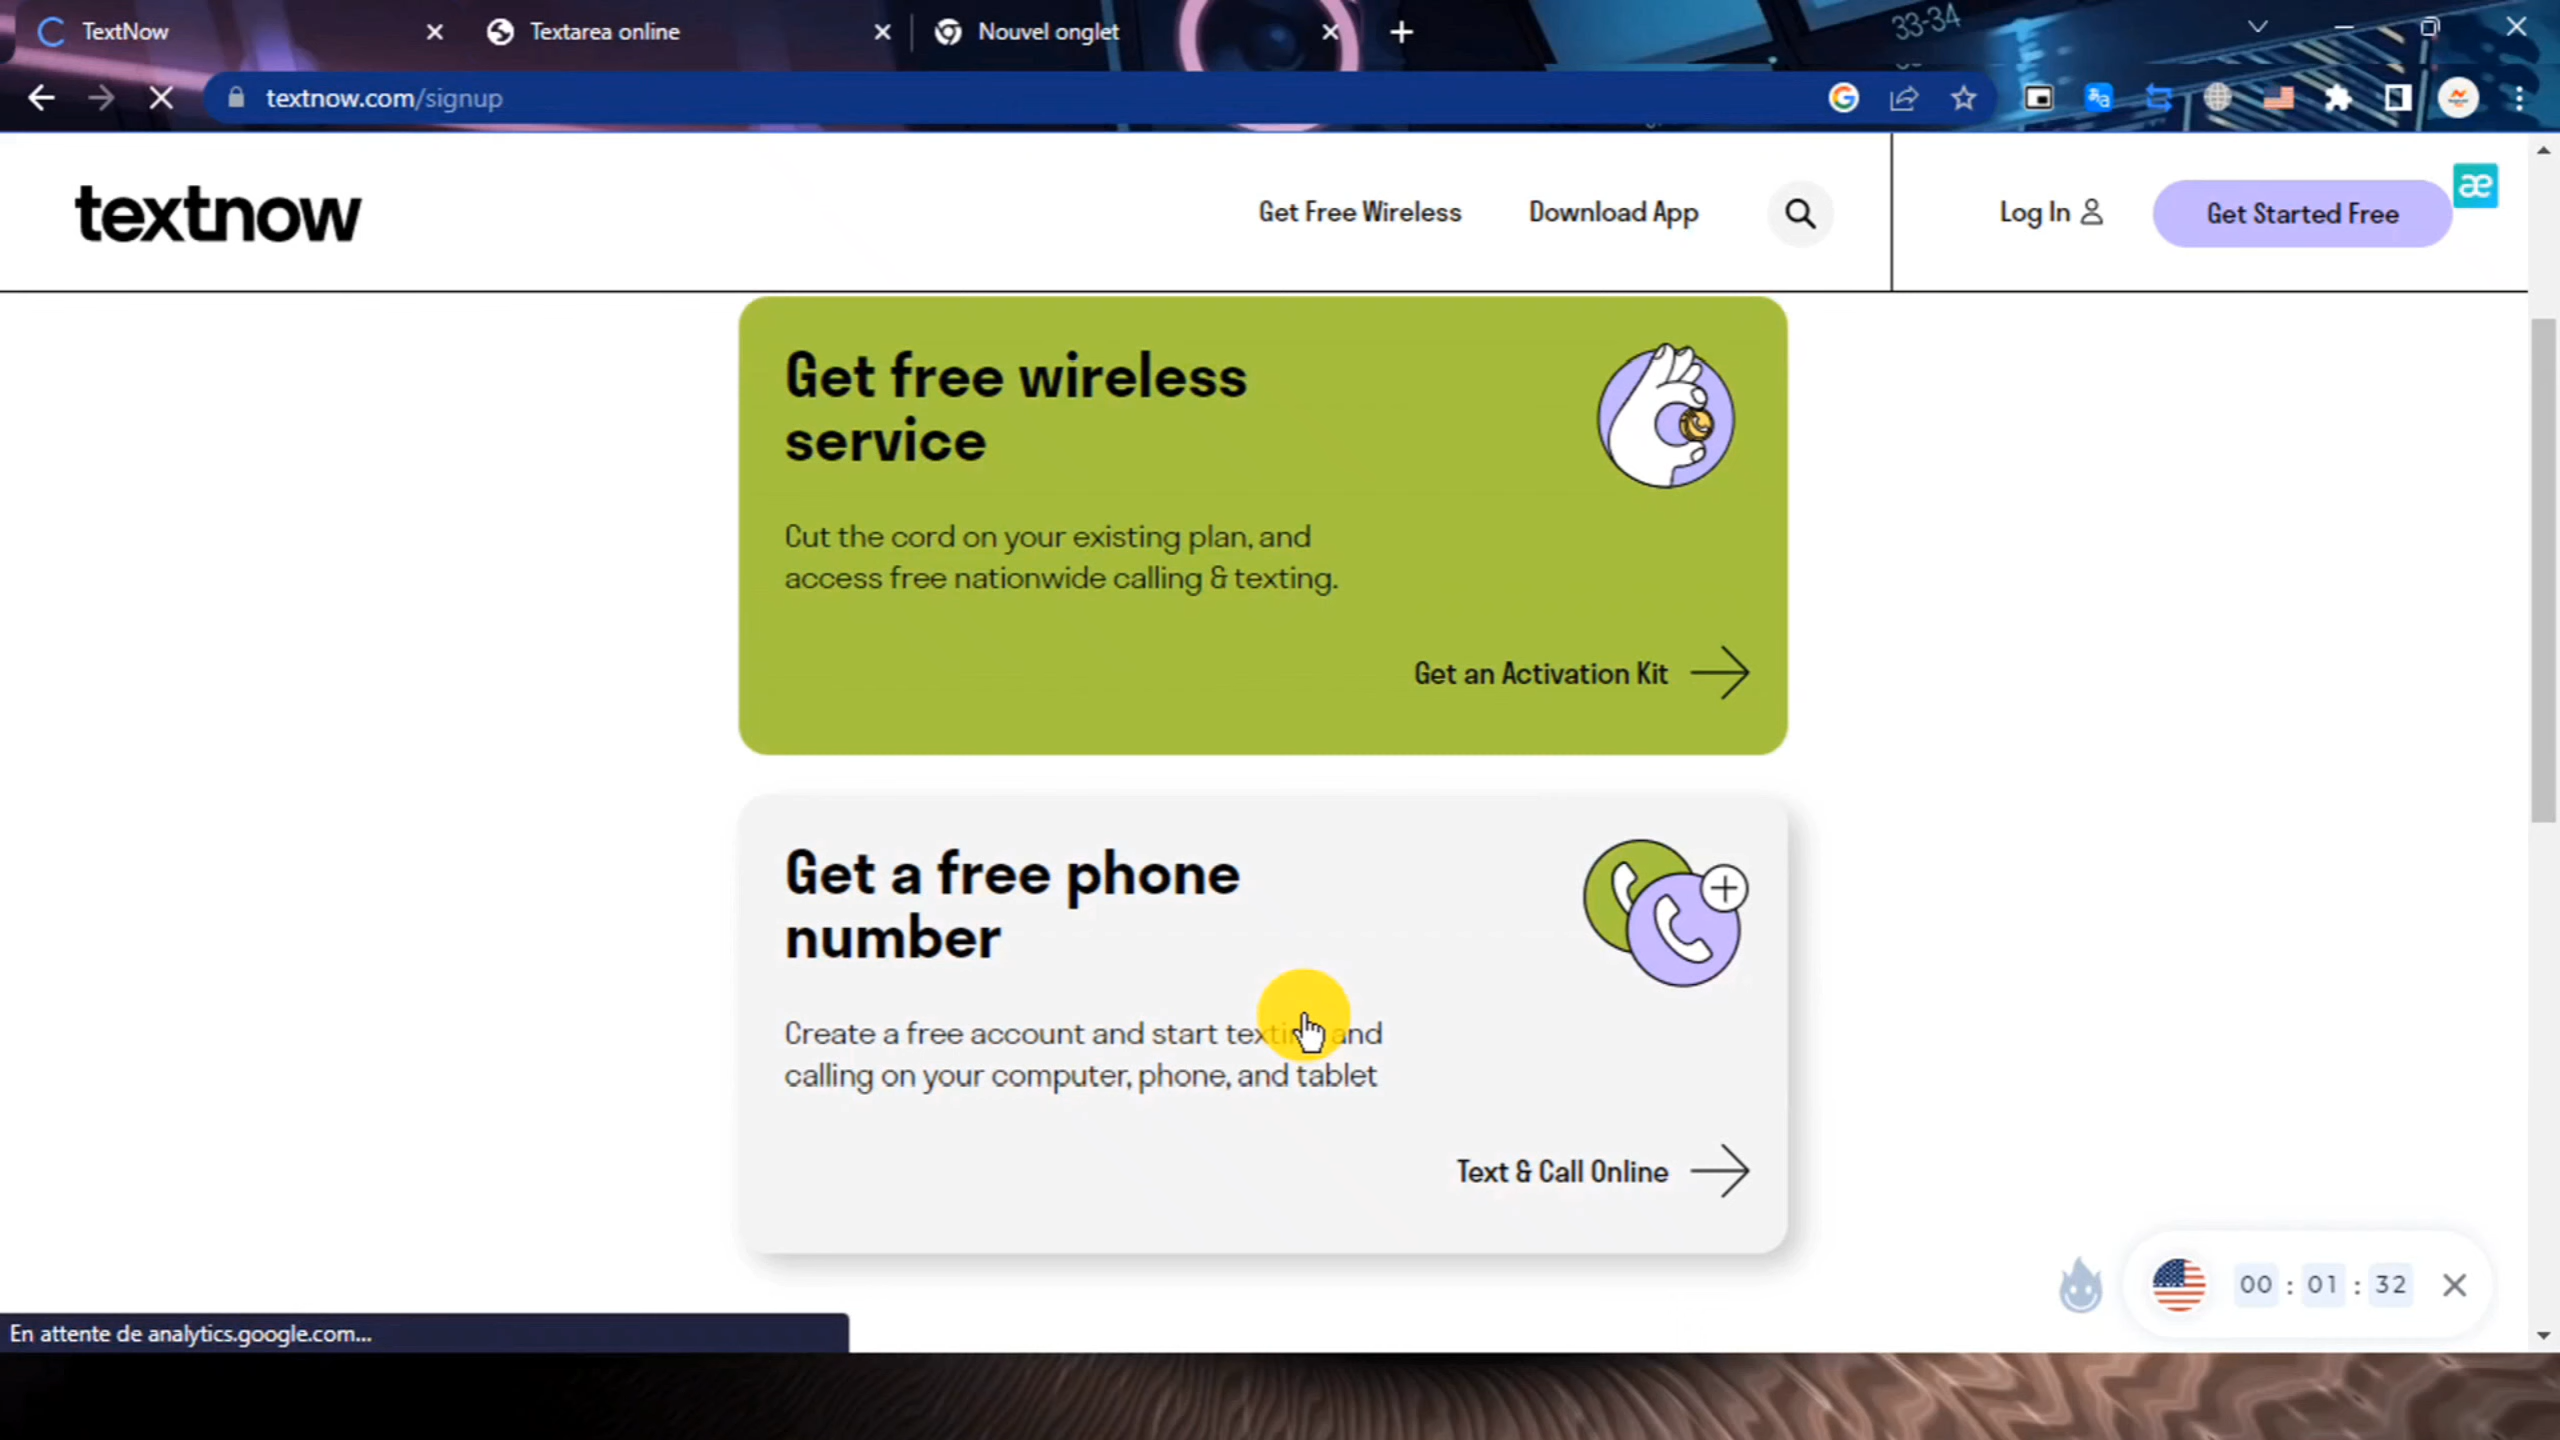 TextNow
Textarea online
Nouvel onglet
33-34
textnow.com/signup
textnow
Get Free Wireless
Download App
Log In
Get Started Free
æ
Get free wireless
service
Cut the cord on your existing plan, and
access free nationwide calling & texting.
Get an Activation Kit
Get a free phone
number
Create a free account and start and
calling on your computer, phone, and tablet
Text & Call Online
00 : 01 : 32
En attente de analytics.google.com...